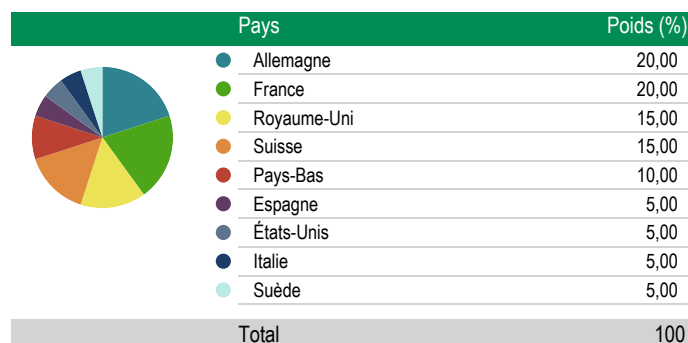 Pays Poids (%)
Allemagne 20,00
France 20,00
Royaume-Uni 15,00
Suisse 15,00
Pays-Bas 10,00
Espagne 5,00
États-Unis 5,00
Italie 5,00
Suède 5,00
Total 100